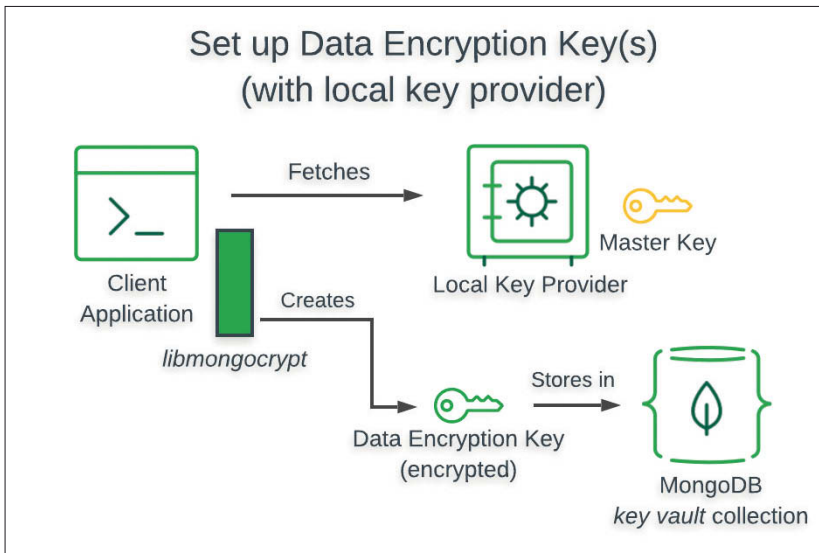 Set up Data Encryption Key(s)
(with local key provider)
Fetches
Master Key
Client
Application
Local Key Provider
Creates
libmongocrypt
Stores in
Data Encryption Key
(encrypted)
MongoDB
key vault collection